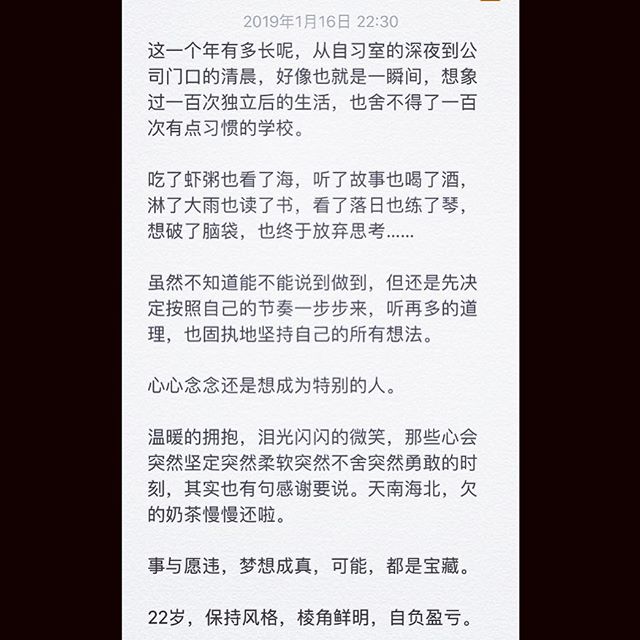 2019年1月16日 22:30
这一个年有多长呢，从自习室的深夜到公
司门口的清晨，好像也就是一瞬间，想象
过一百次独立后的生活，也舍不得了一百
次有点习惯的学校。
吃了虾粥也看了海，听了故事也喝了酒，
淋了大雨也读了书，看了落日也练了琴，
想破了脑袋，也终于放弃思考……
虽然不知道能不能说到做到，但还是先决
定按照自己的节奏一步步来，听再多的道
理，也固执地坚持自己的所有想法。
心心念念还是想成为特别的人。
温暖的拥抱，泪光闪闪的微笑，那些心会
突然坚定突然柔软突然不舍突然勇敢的时
刻，其实也有句感谢要说。天南海北，欠
的奶茶慢慢还啦。
事与愿违，梦想成真，可能，都是宝藏。
22岁，保持风格，棱角鲜明，自负盈亏。